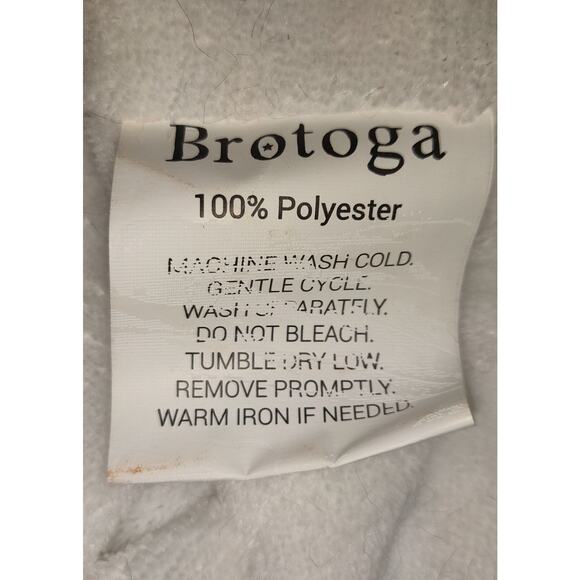 Brotoga
100% Polyester
MACHINE WASH COLD.
GENTLE CYCLE.
WASH SEPARATELY.
DO NOT BLEACH.
TUMBLE DRY LOW.
REMOVE PROMPTLY.
WARM IRON IF NEEDED.